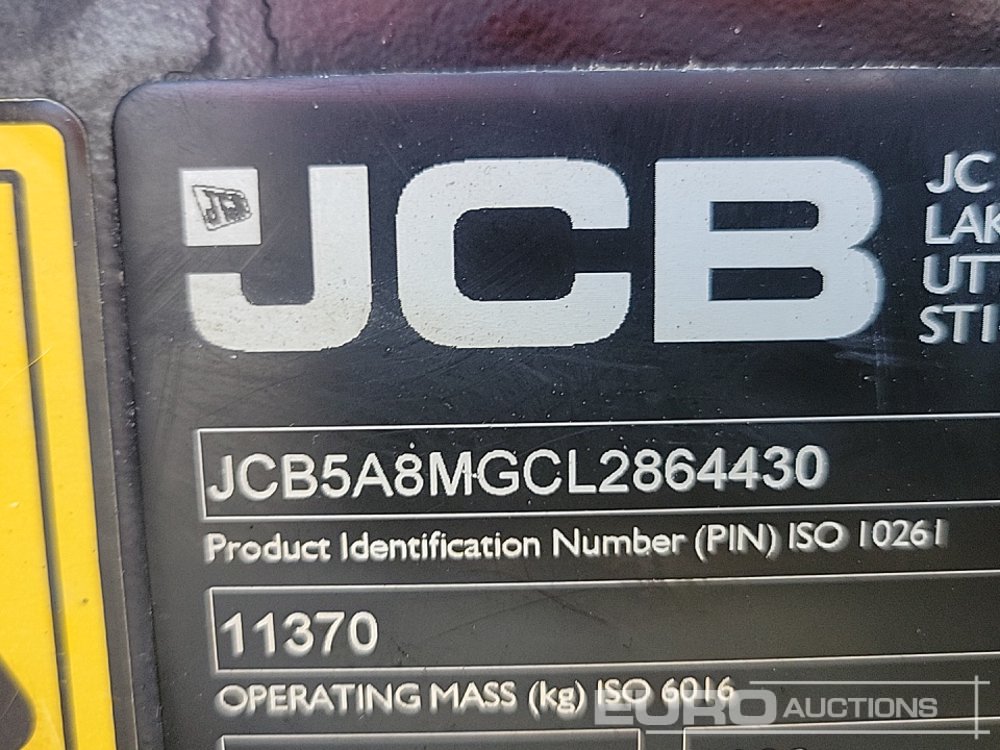 JCB
JCB
JC
LAK
UT
STI
JCB5A8MGCL2864430
Product Identification Number (PIN) ISO 10261
11370
OPERATING MASS (kg) ISO 6016
EURO AUCTIONS